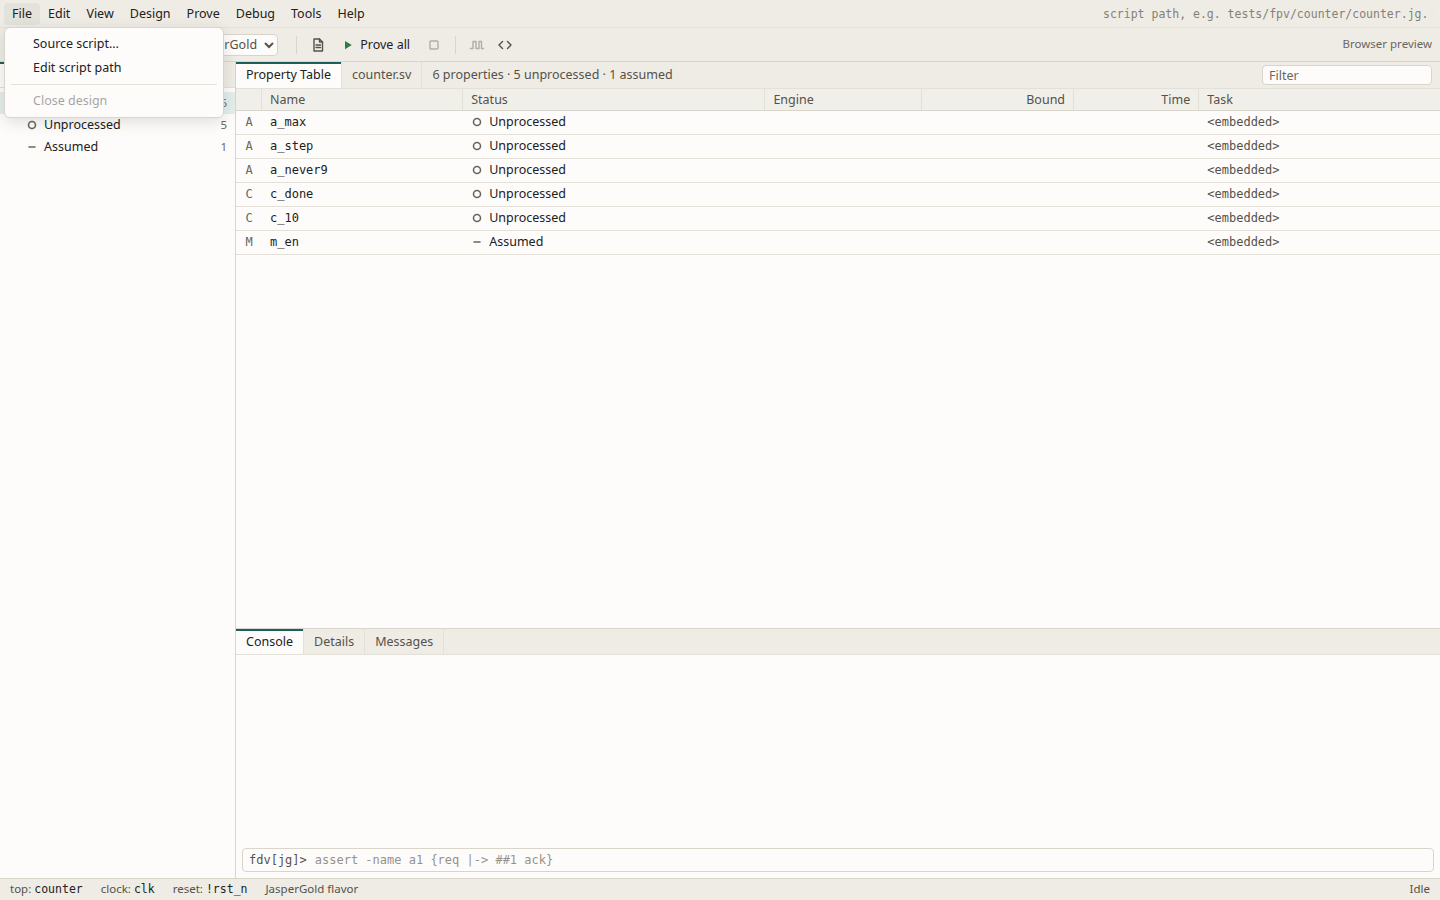 File Edit View Design Prove Debug Tools Help script path, e.g. tests/fpv/counter/counter.jg.
Source script...
Edit script path
Close design
rGold Prove all Browser preview
Property Table counter.sv 6 properties · 5 unprocessed · 1 assumed Filter
Name Status Engine Bound Time Task
Unprocessed 5
Assumed 1
A a_max Unprocessed <embedded>
A a_step Unprocessed <embedded>
A a_never9 Unprocessed <embedded>
C c_done Unprocessed <embedded>
C c_10 Unprocessed <embedded>
M m_en Assumed <embedded>
Console Details Messages
fdv[jg]> assert -name a1 {req |-> ##1 ack}
top: counter clock: clk reset: !rst_n JasperGold flavor Idle